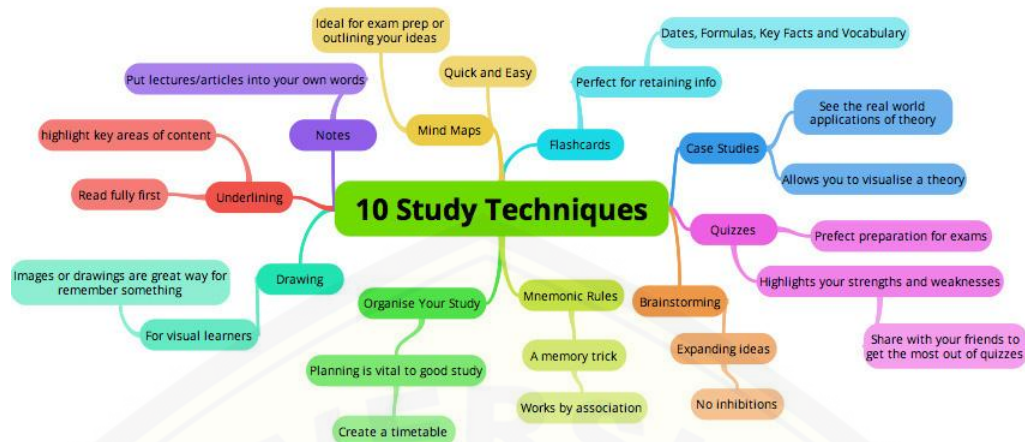 10 Study Techniques
Mind Maps
Ideal for exam prep or
outlining your ideas
Quick and Easy
Flashcards
Perfect for retaining info
Dates, Formulas, Key Facts and Vocabulary
Case Studies
See the real world
applications of theory
Allows you to visualise a theory
Quizzes
Prefect preparation for exams
Highlights your strengths and weaknesses
Share with your friends to
get the most out of quizzes
Brainstorming
Expanding ideas
No inhibitions
Mnemonic Rules
A memory trick
Works by association
Organise Your Study
Planning is vital to good study
Create a timetable
Drawing
For visual learners
Images or drawings are great way for
remember something
Underlining
highlight key areas of content
Read fully first
Notes
Put lectures/articles into your own words